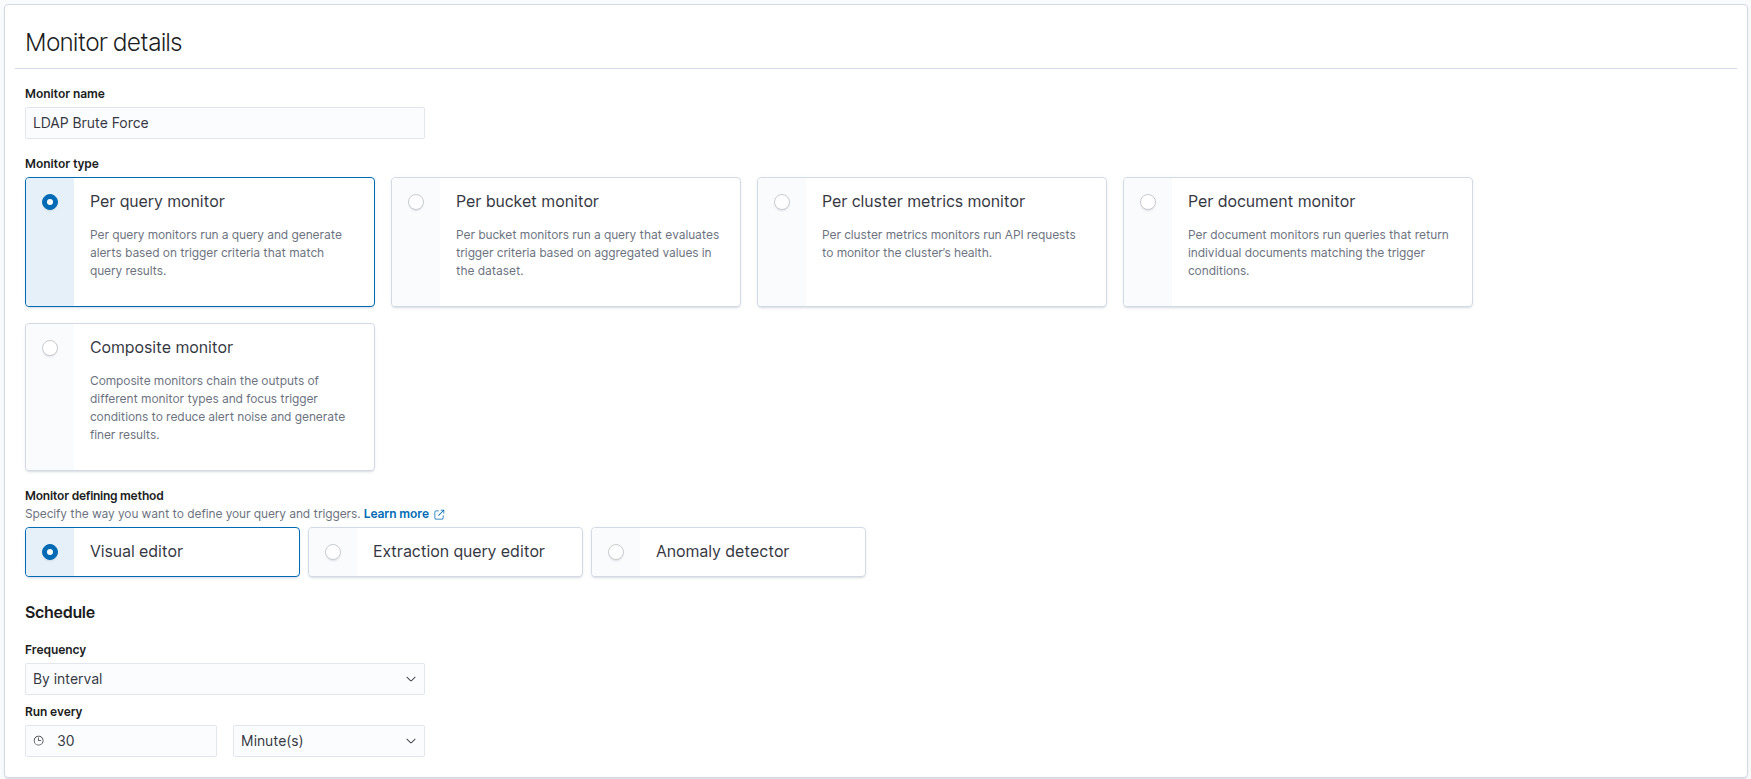 Monitor details
Monitor name
LDAP Brute Force
Monitor type
Per query monitor
Per query monitors run a query and generate
alerts based on trigger criteria that match
query results.
Per bucket monitor
Per bucket monitors run a query that evaluates
trigger criteria based on aggregated values in
the dataset.
Per cluster metrics monitor
Per cluster metrics monitors run API requests
to monitor the cluster's health.
Per document monitor
Per document monitors run queries that return
individual documents matching the trigger
conditions.
Composite monitor
Composite monitors chain the outputs of
different monitor types and focus trigger
conditions to reduce alert noise and generate
finer results.
Monitor defining method
Specify the way you want to define your query and triggers. Learn more
Visual editor
Extraction query editor
Anomaly detector
Schedule
Frequency
By interval
Run every
30
Minute(s)